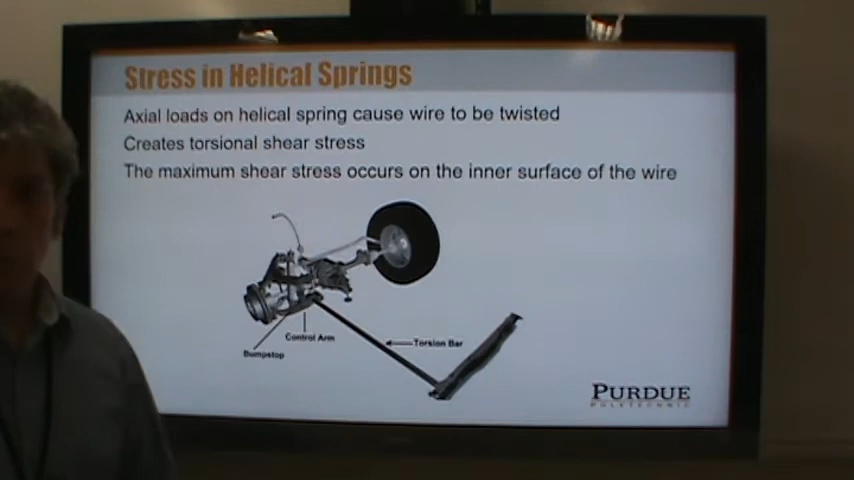 Stress in Helical Springs
Axial loads on helical spring cause wire to be twisted
Creates torsional shear stress
The maximum shear stress occurs on the inner surface of the wire
Control Arm
Torsion Bar
Bumpstop
PURDUE
POLYTECHNIC